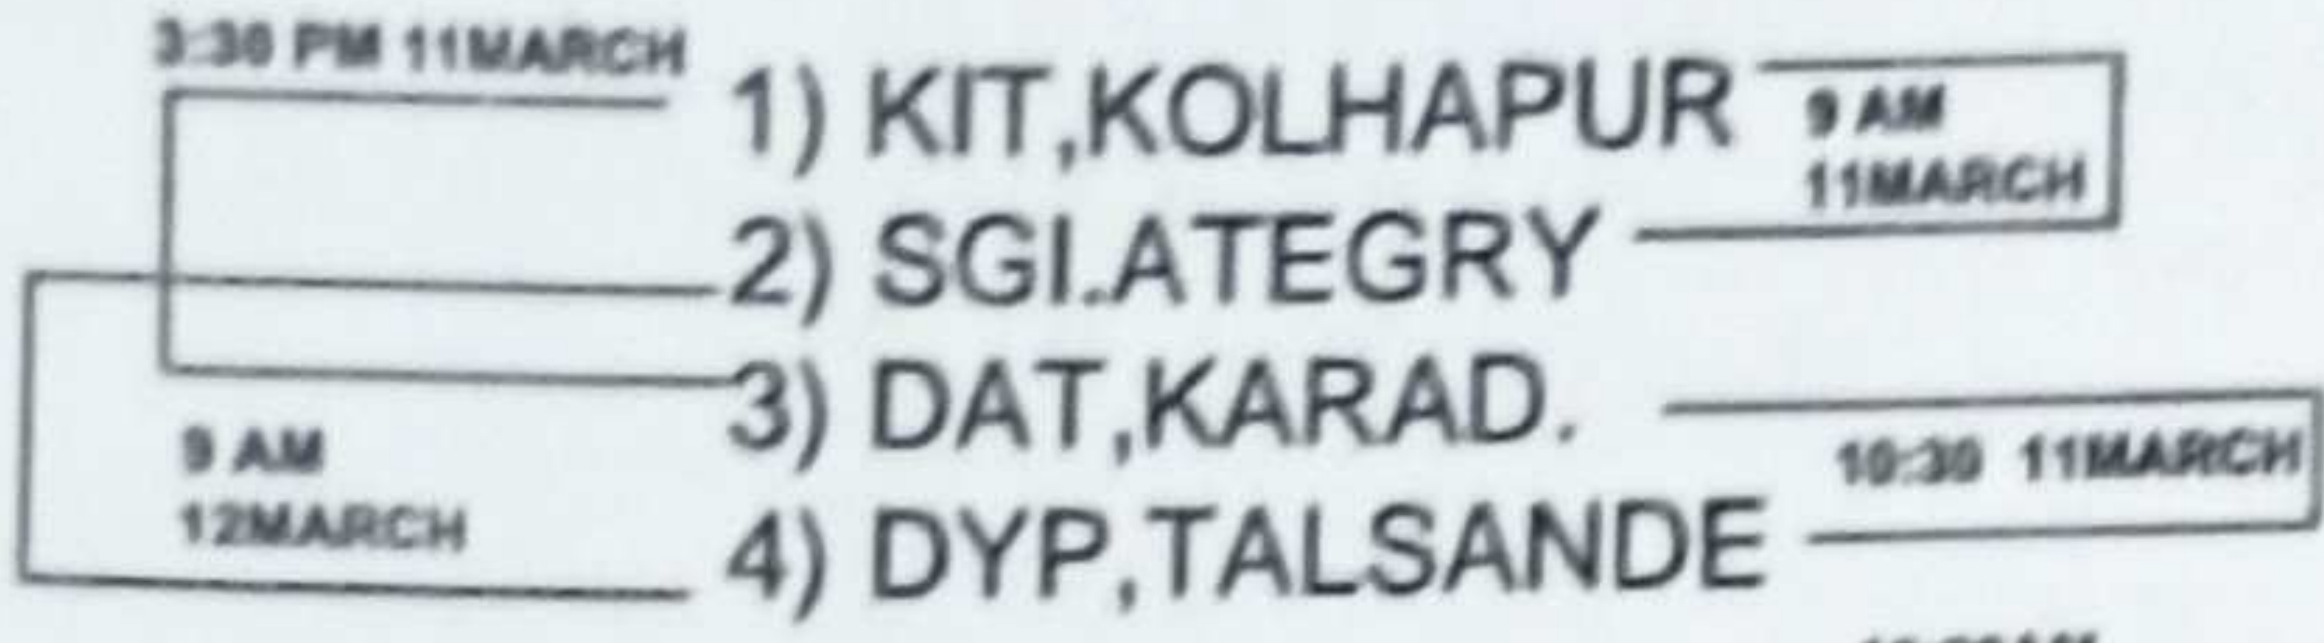 3:30 PM 11MARCH
1) KIT,KOLHAPUR
9 AM
11MARCH
2) SGI.ATEGRY
3) DAT,KARAD.
10:30 11MARCH
9 AM
12MARCH
4) DYP,TALSANDE